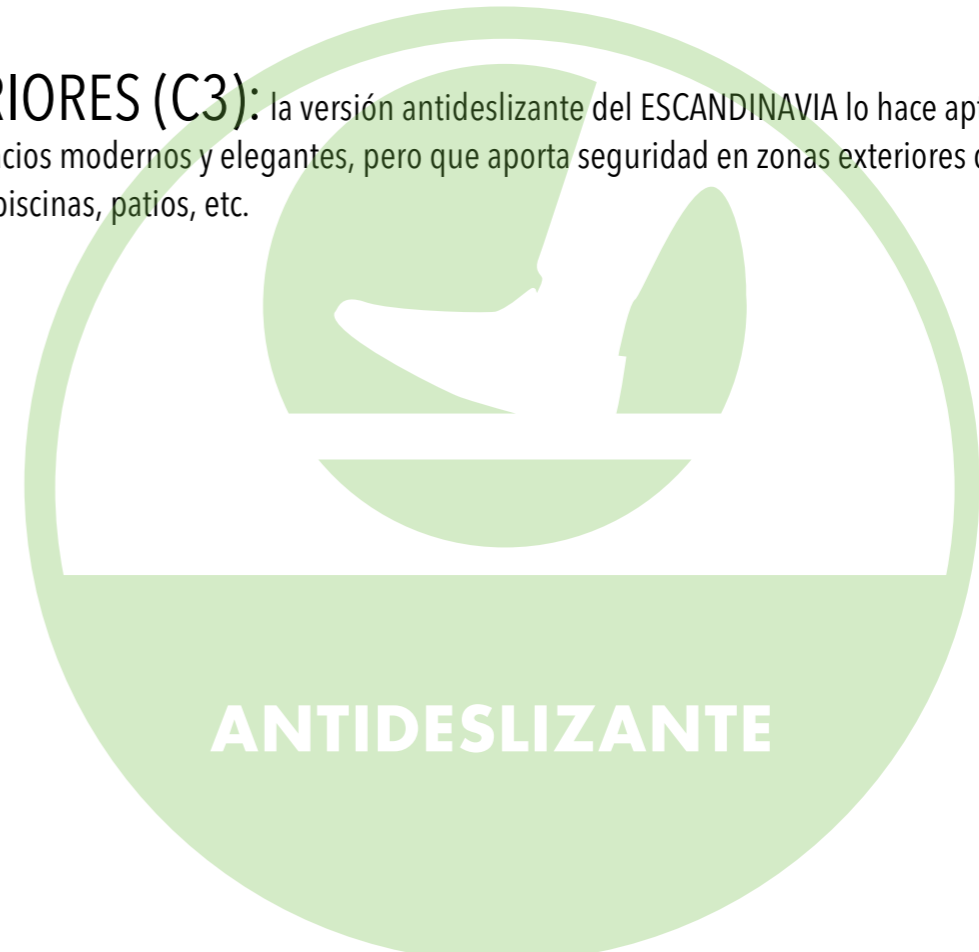 RIORES (C3): la versión antideslizante del ESCANDINAVIA lo hace apt
acios modernos y elegantes, pero que aporta seguridad en zonas exteriores c
piscinas, patios, etc.
ANTIDESLIZANTE